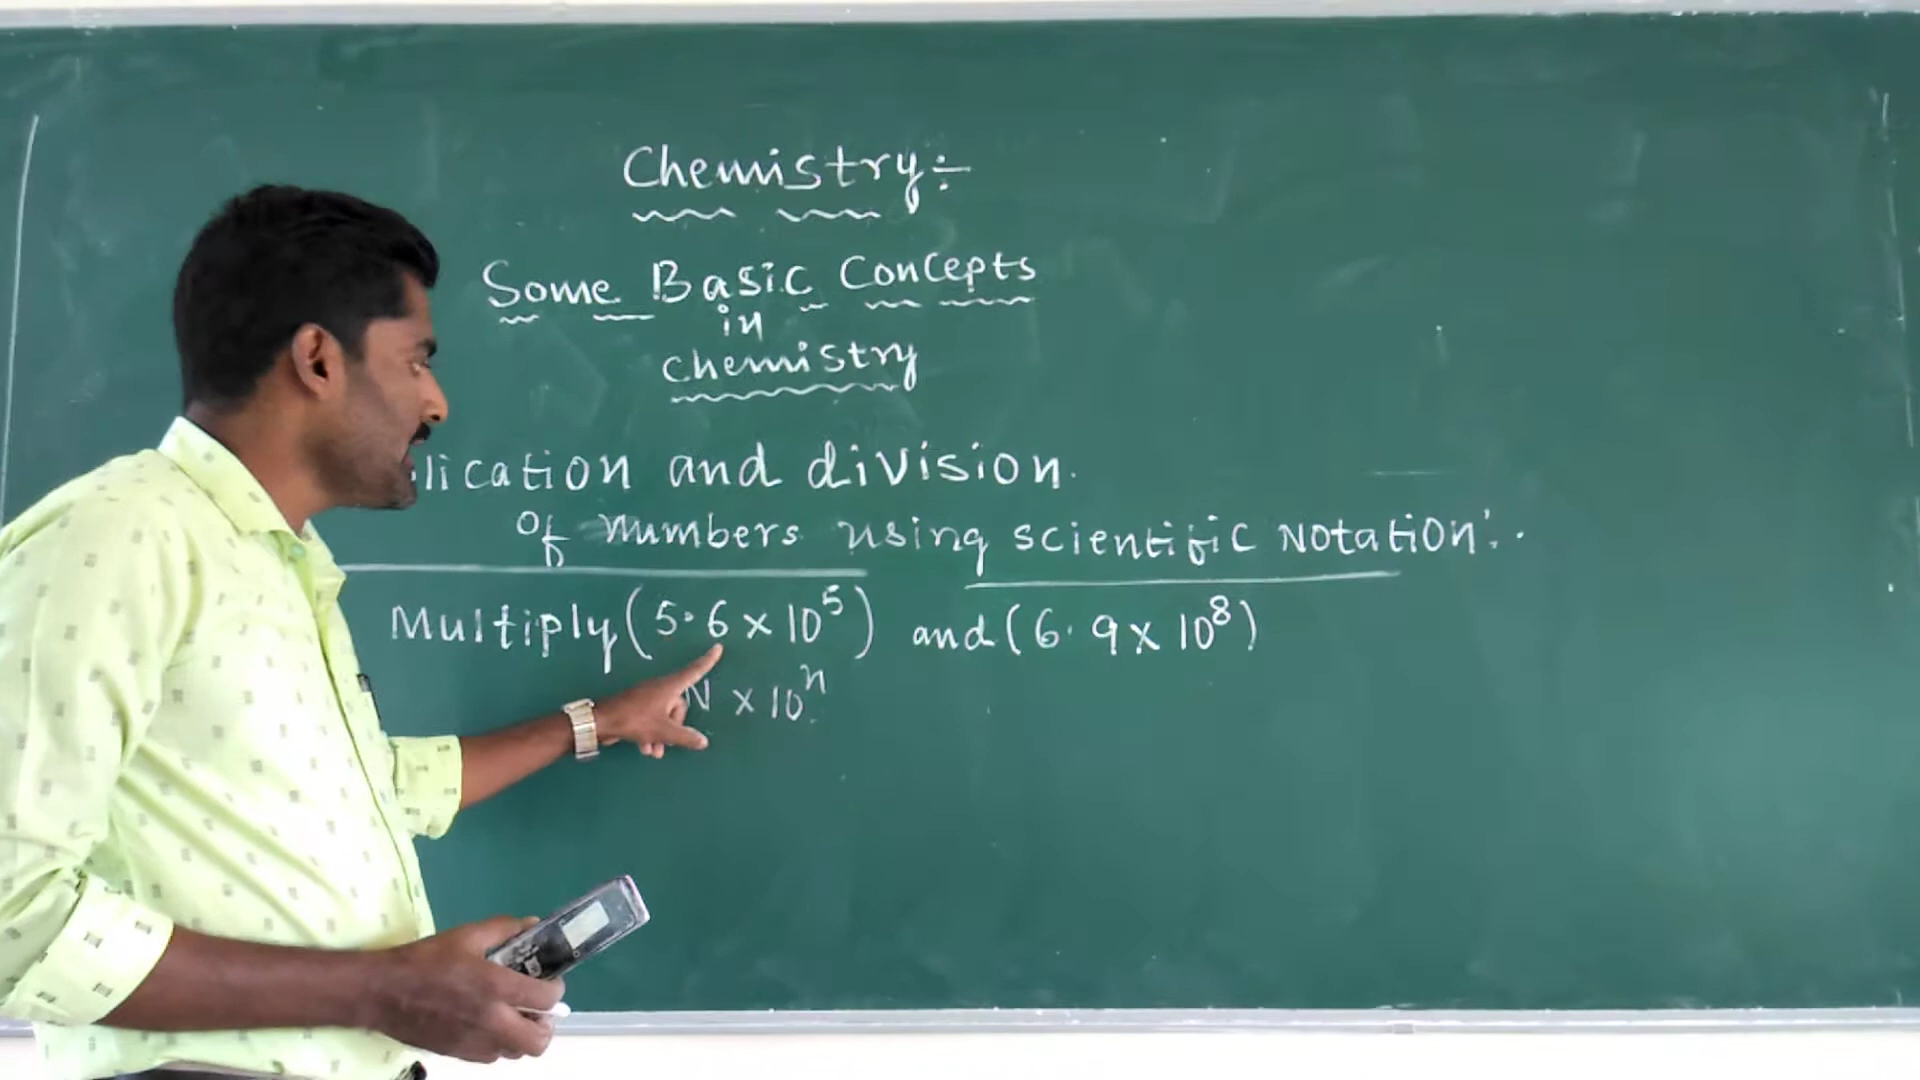 Chemistry:-
Some Basic Concepts
in
chemistry
lication and division.
of numbers using scientific Notation:.
Multiply (5.6 x 10⁵) and (6.9 x 10⁸)
N x 10ⁿ